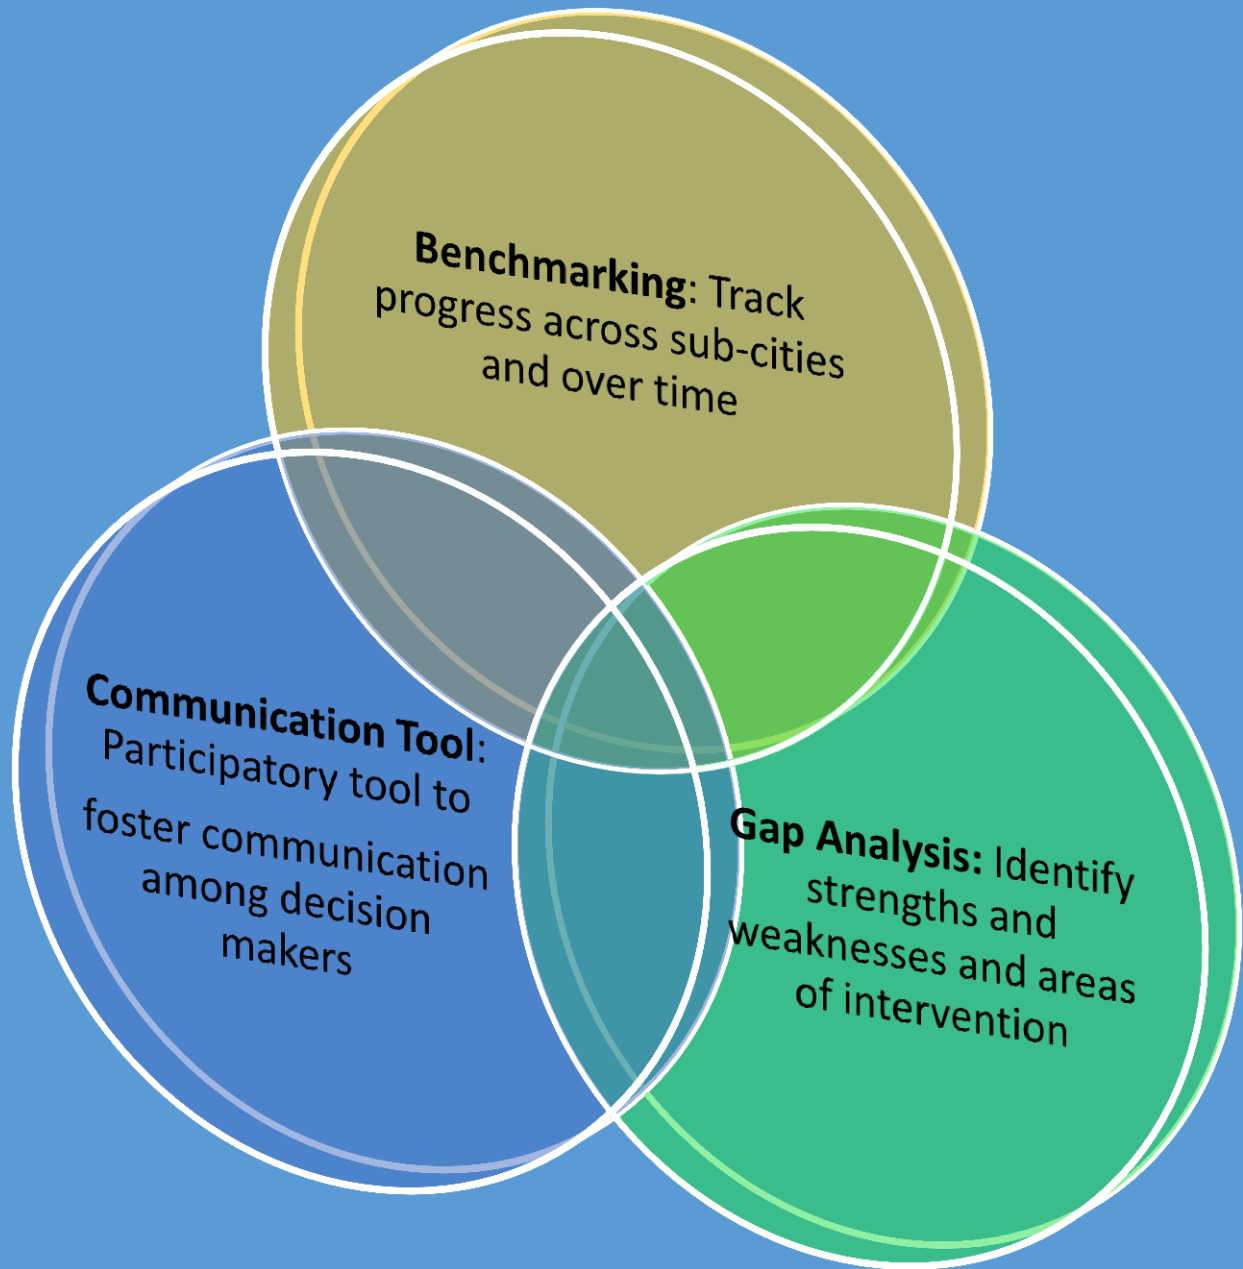 Benchmarking: Track
progress across sub-cities
and over time
Communication Tool:
Participatory tool to
foster communication
among decision
makers
Gap Analysis: Identify
strengths and
weaknesses and areas
of intervention